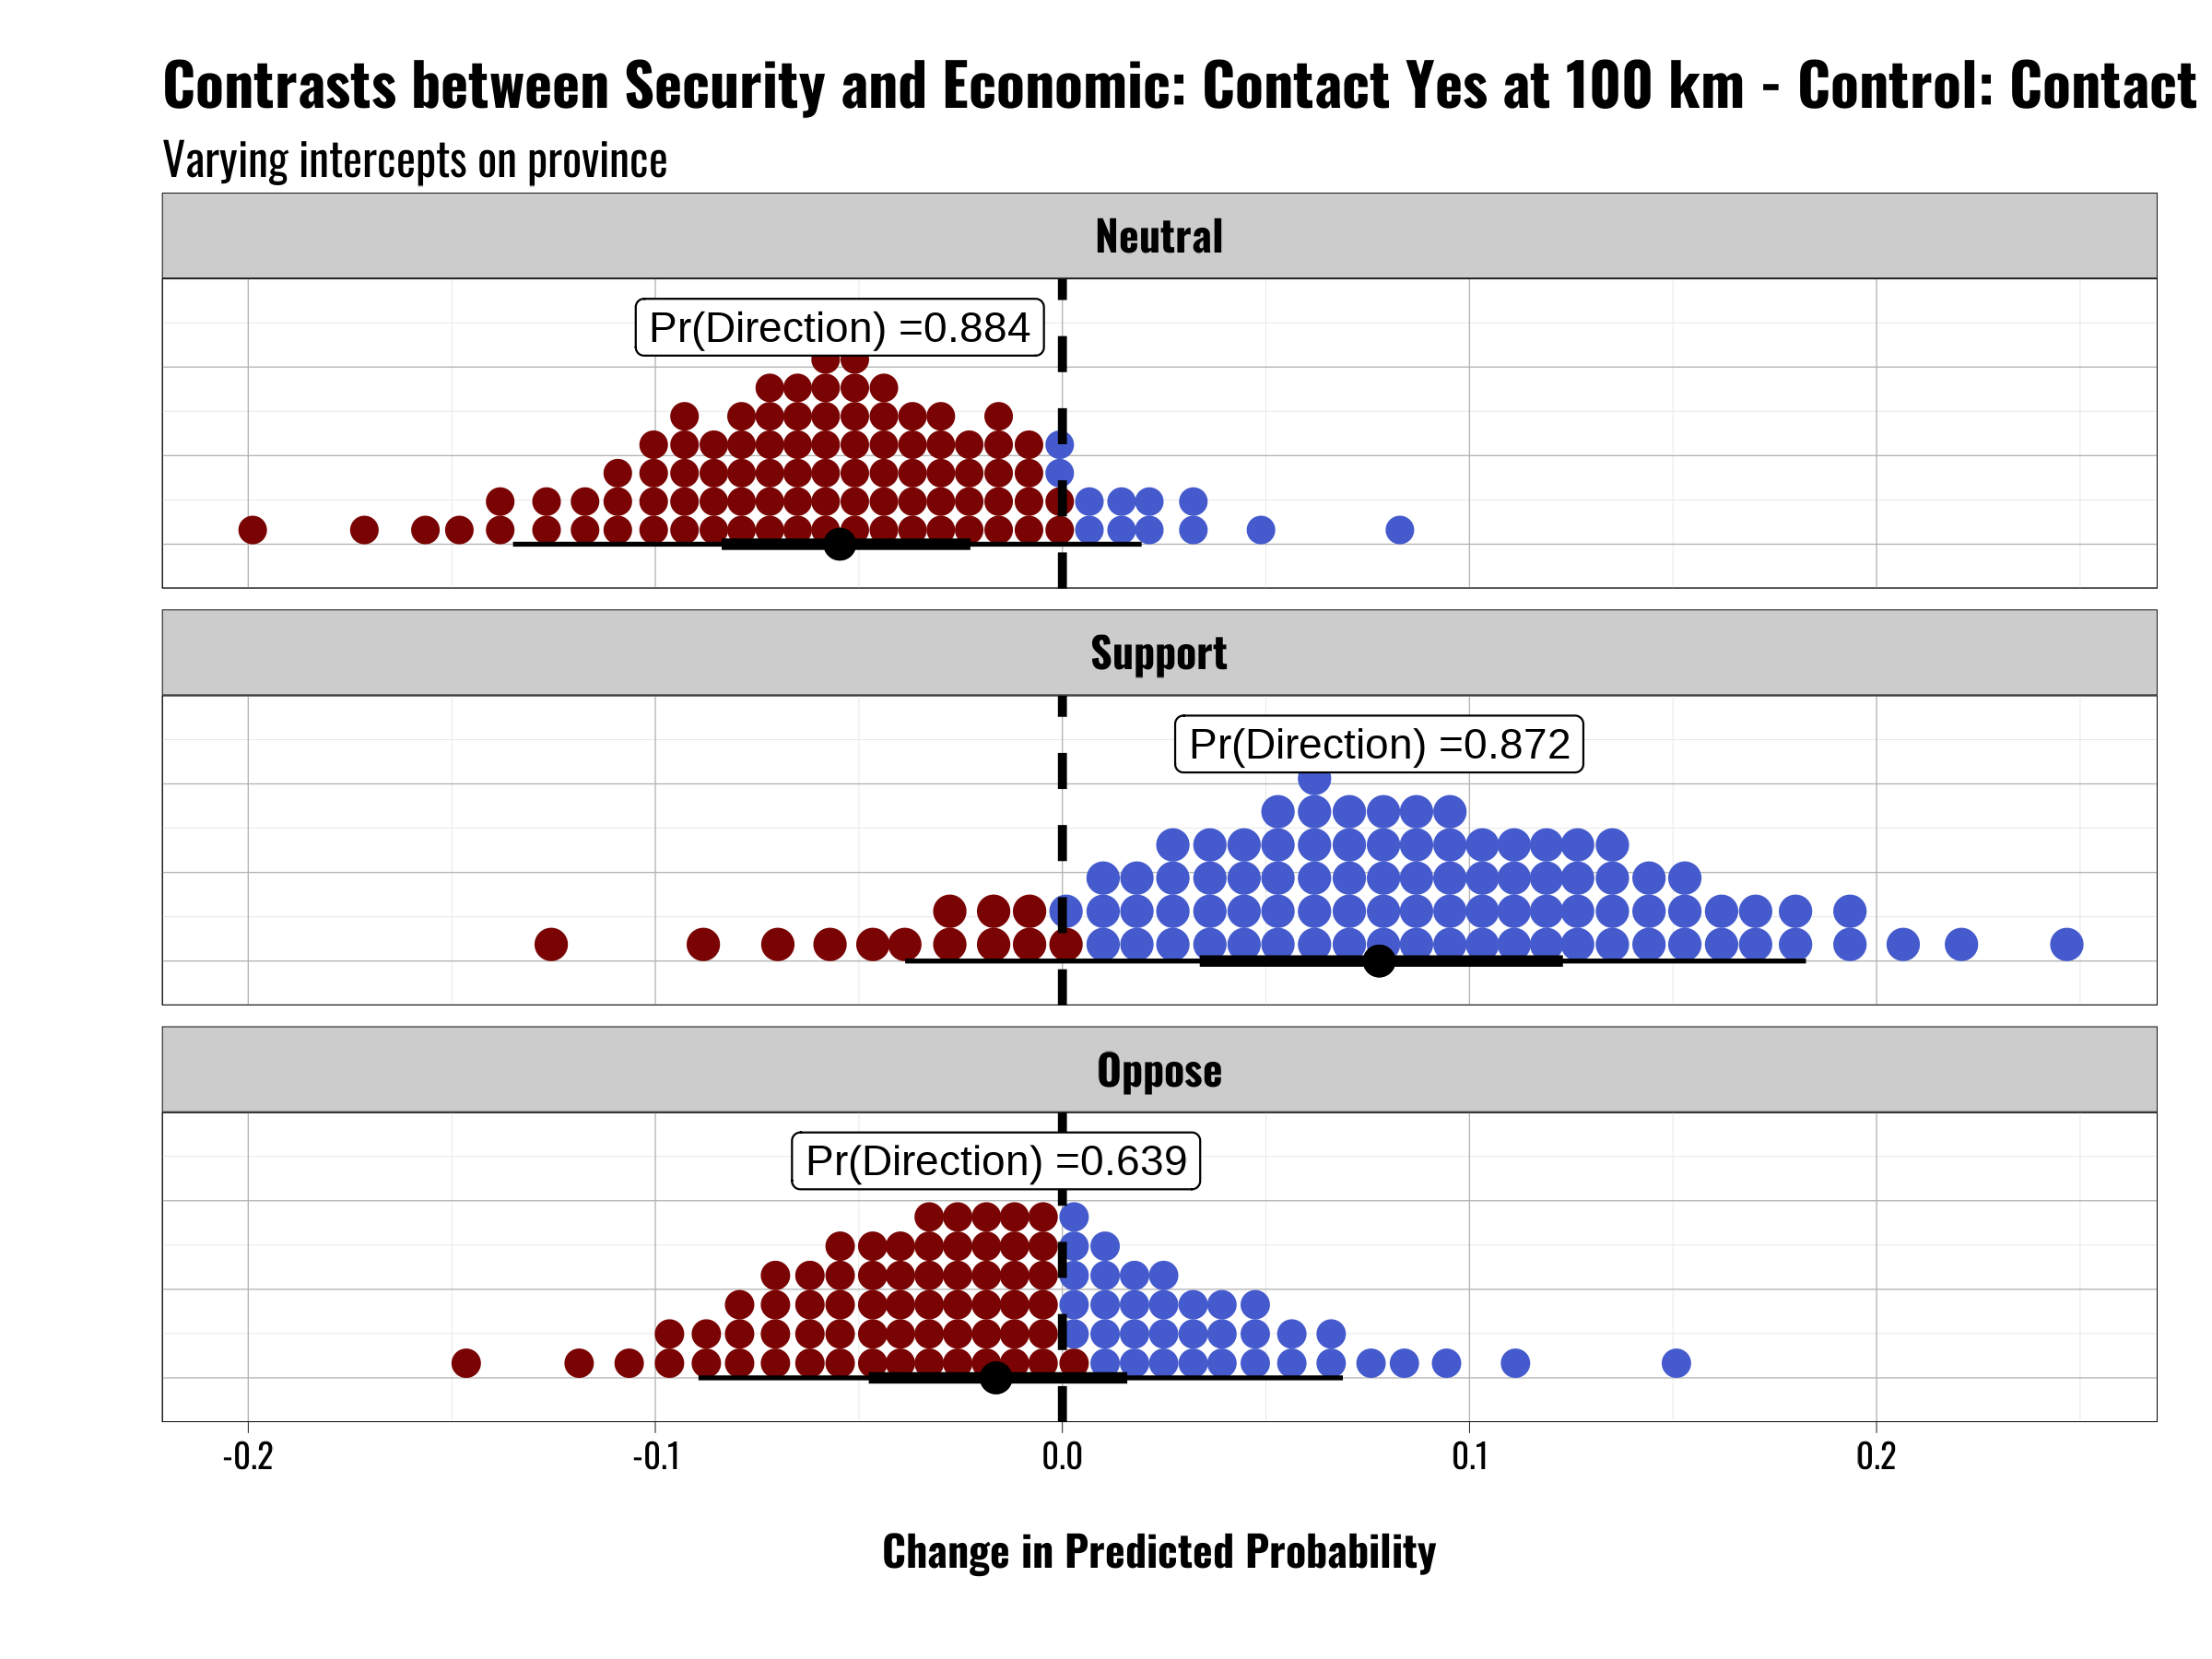 Contrasts between Security and Economic: Contact Yes at 100 km - Control: Contact
Varying intercepts on province
Neutral
Pr(Direction) =0.884
Support
Pr(Direction) =0.872
Oppose
Pr(Direction) =0.639
-0.2 -0.1 0.0 0.1 0.2
Change in Predicted Probability